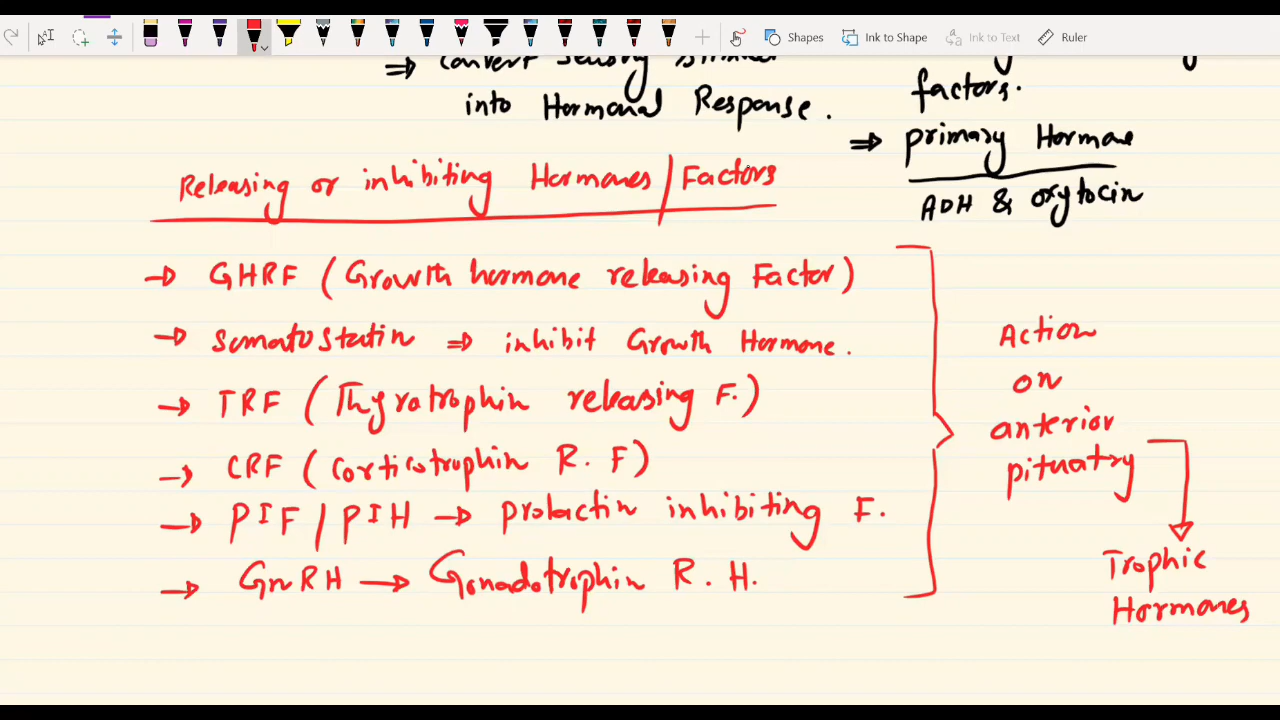 Shapes
Ink to Shape
Ink to Text
Ruler
convert sensory
into Hormonal Response.
factors.
⇒ primary Hormone
ADH & oxytocin
Releasing or inhibiting Hormones / Factors
→ GHRF (Growth hormone releasing Factor)
→ Somatostatin ⇒ inhibit Growth Hormone.
→ TRF (Thyrotrophin releasing F.)
→ CRF (corticotrophin R. F)
→ PIF / PIH → prolactin inhibiting F.
→ GnRH → Gonadotrophin R. H.
Action
on
anterior
pituatry
Trophic
Hormones